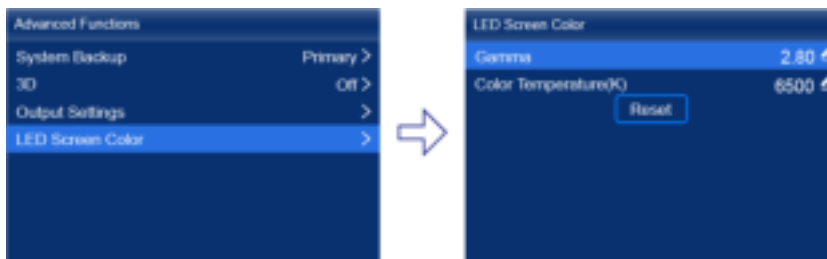 Advanced Functions
System Backup Primary >
3D Off >
Output Settings >
LED Screen Color >
LED Screen Color
Gamma 2.80
Color Temperature(K) 6500
Reset